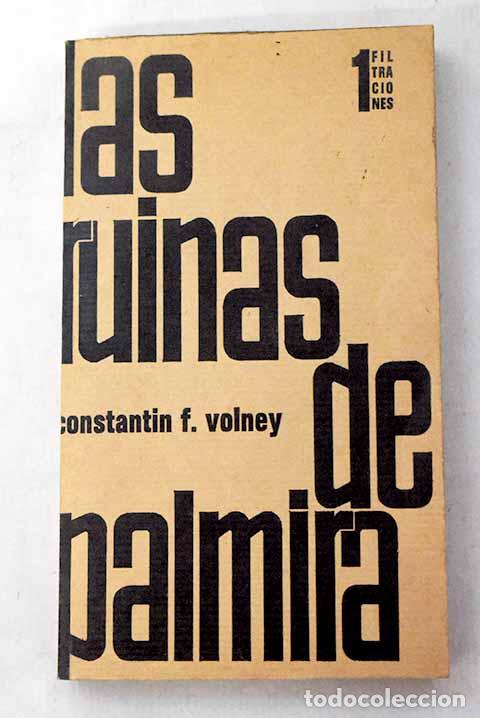 las
1 FIL
TRA
CIO
NES
ruinas
de
constantin f. volney
palmira
todocoleccion